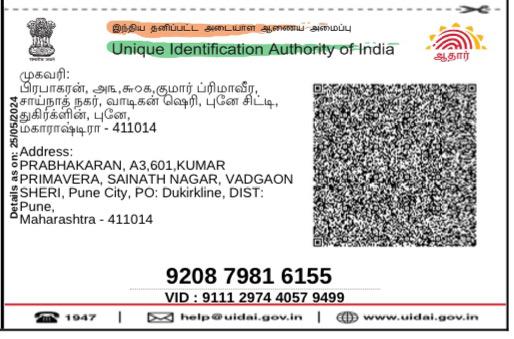 இந்திய தனிப்பட்ட அடையாள ஆணைய அமைப்பு
Unique Identification Authority of India
ஆதார்
முகவரி:
பிரபாகரன், அ௩,௬௦௧,குமார் ப்ரிமாவீர,
சாய்நாத் நகர், வாடிகன் ஷெரி, புனே சிட்டி,
துகிர்க்ளின், புனே,
மகாராஷ்டிரா - 411014
Details as on: 25/05/2024
Address:
PRABHAKARAN, A3,601,KUMAR
PRIMAVERA, SAINATH NAGAR, VADGAON
SHERI, Pune City, PO: Dukirkline, DIST:
Pune,
Maharashtra - 411014
9208 7981 6155
VID : 9111 2974 4057 9499
1947 | help@uidai.gov.in | www.uidai.gov.in